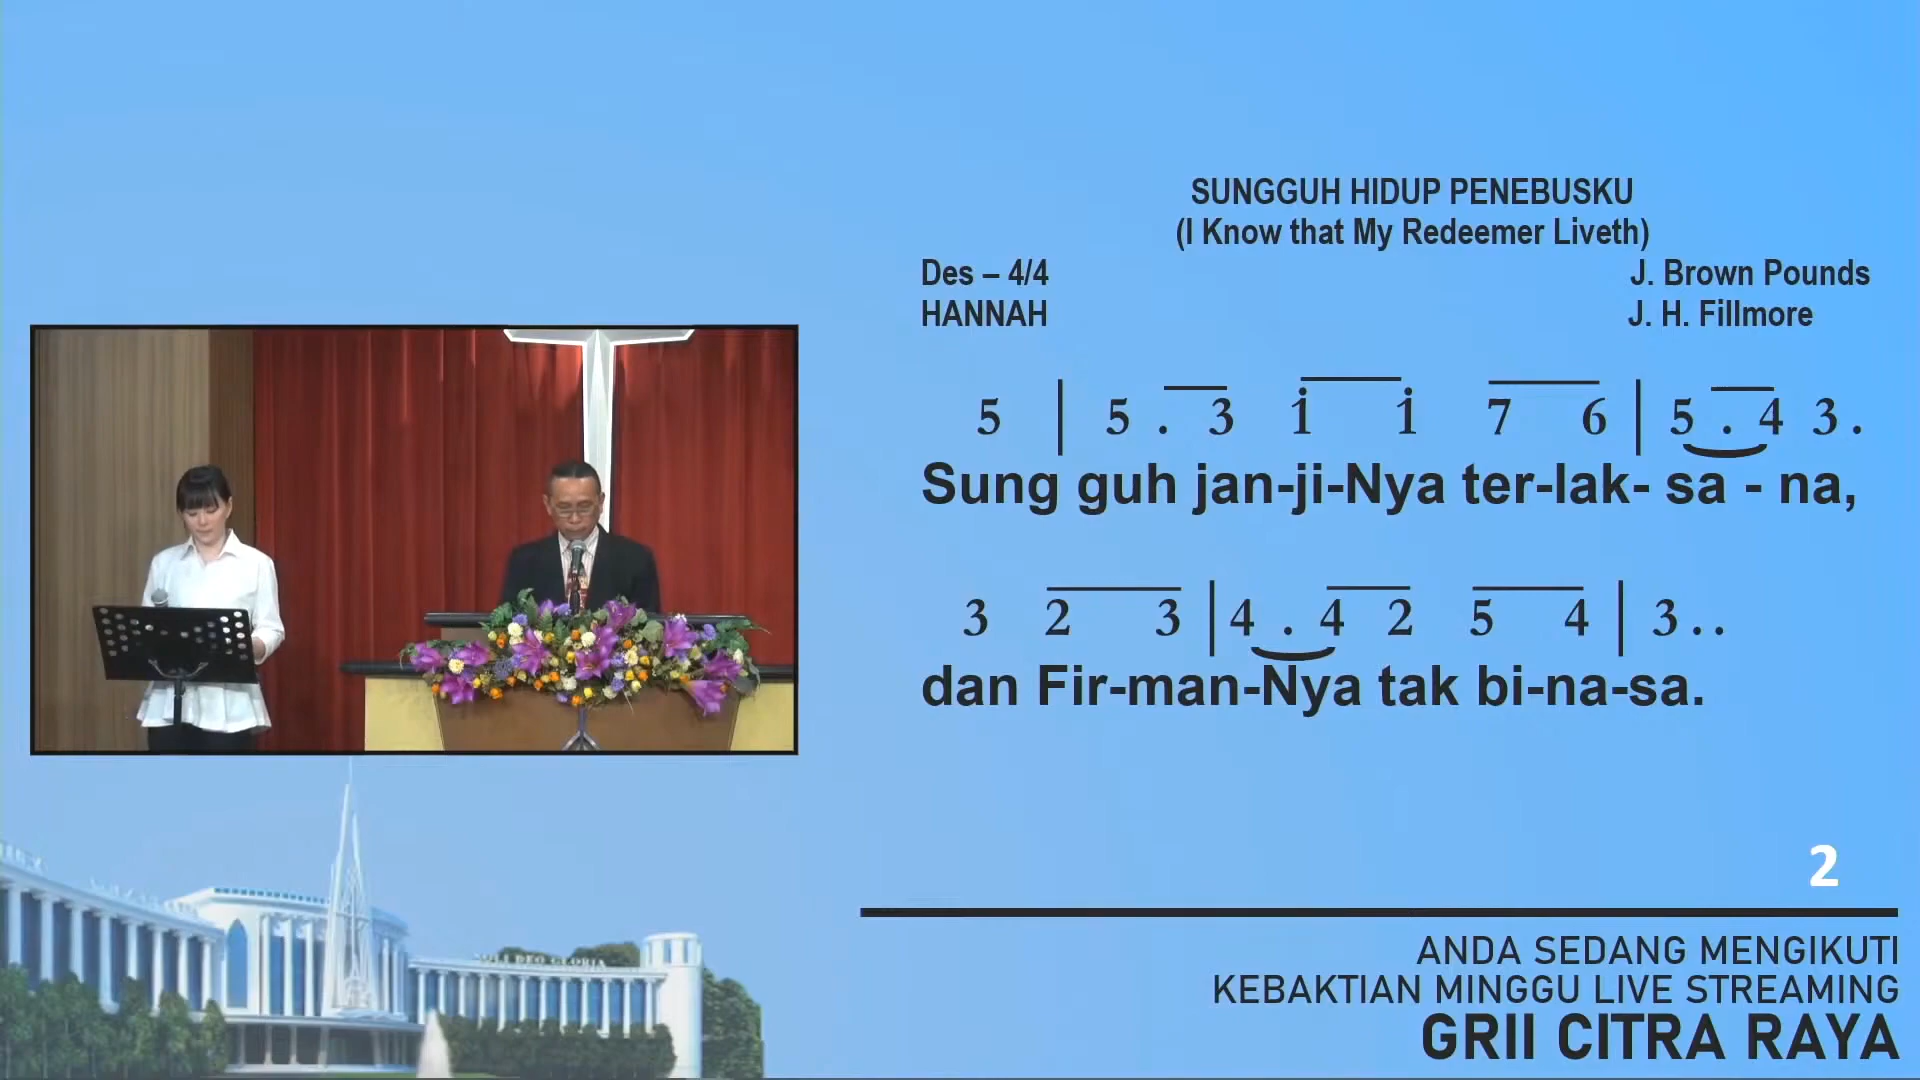 SUNGGUH HIDUP PENEBUSKU
(I Know that My Redeemer Liveth)
Des – 4/4 J. Brown Pounds
HANNAH J. H. Fillmore
5 | 5 . 3 1̇ 1̇ 7 6 | 5 . 4 3 .
Sung guh jan-ji-Nya ter-lak- sa - na,
3 2 3 | 4 . 4 2 5 4 | 3 . .
dan Fir-man-Nya tak bi-na-sa.
2
SOLI DEO GLORIA
ANDA SEDANG MENGIKUTI
KEBAKTIAN MINGGU LIVE STREAMING
GRII CITRA RAYA